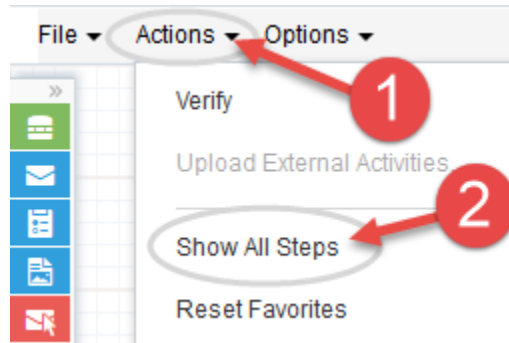 File Actions Options
»
Verify
1
Upload External Activities
2
Show All Steps
Reset Favorites